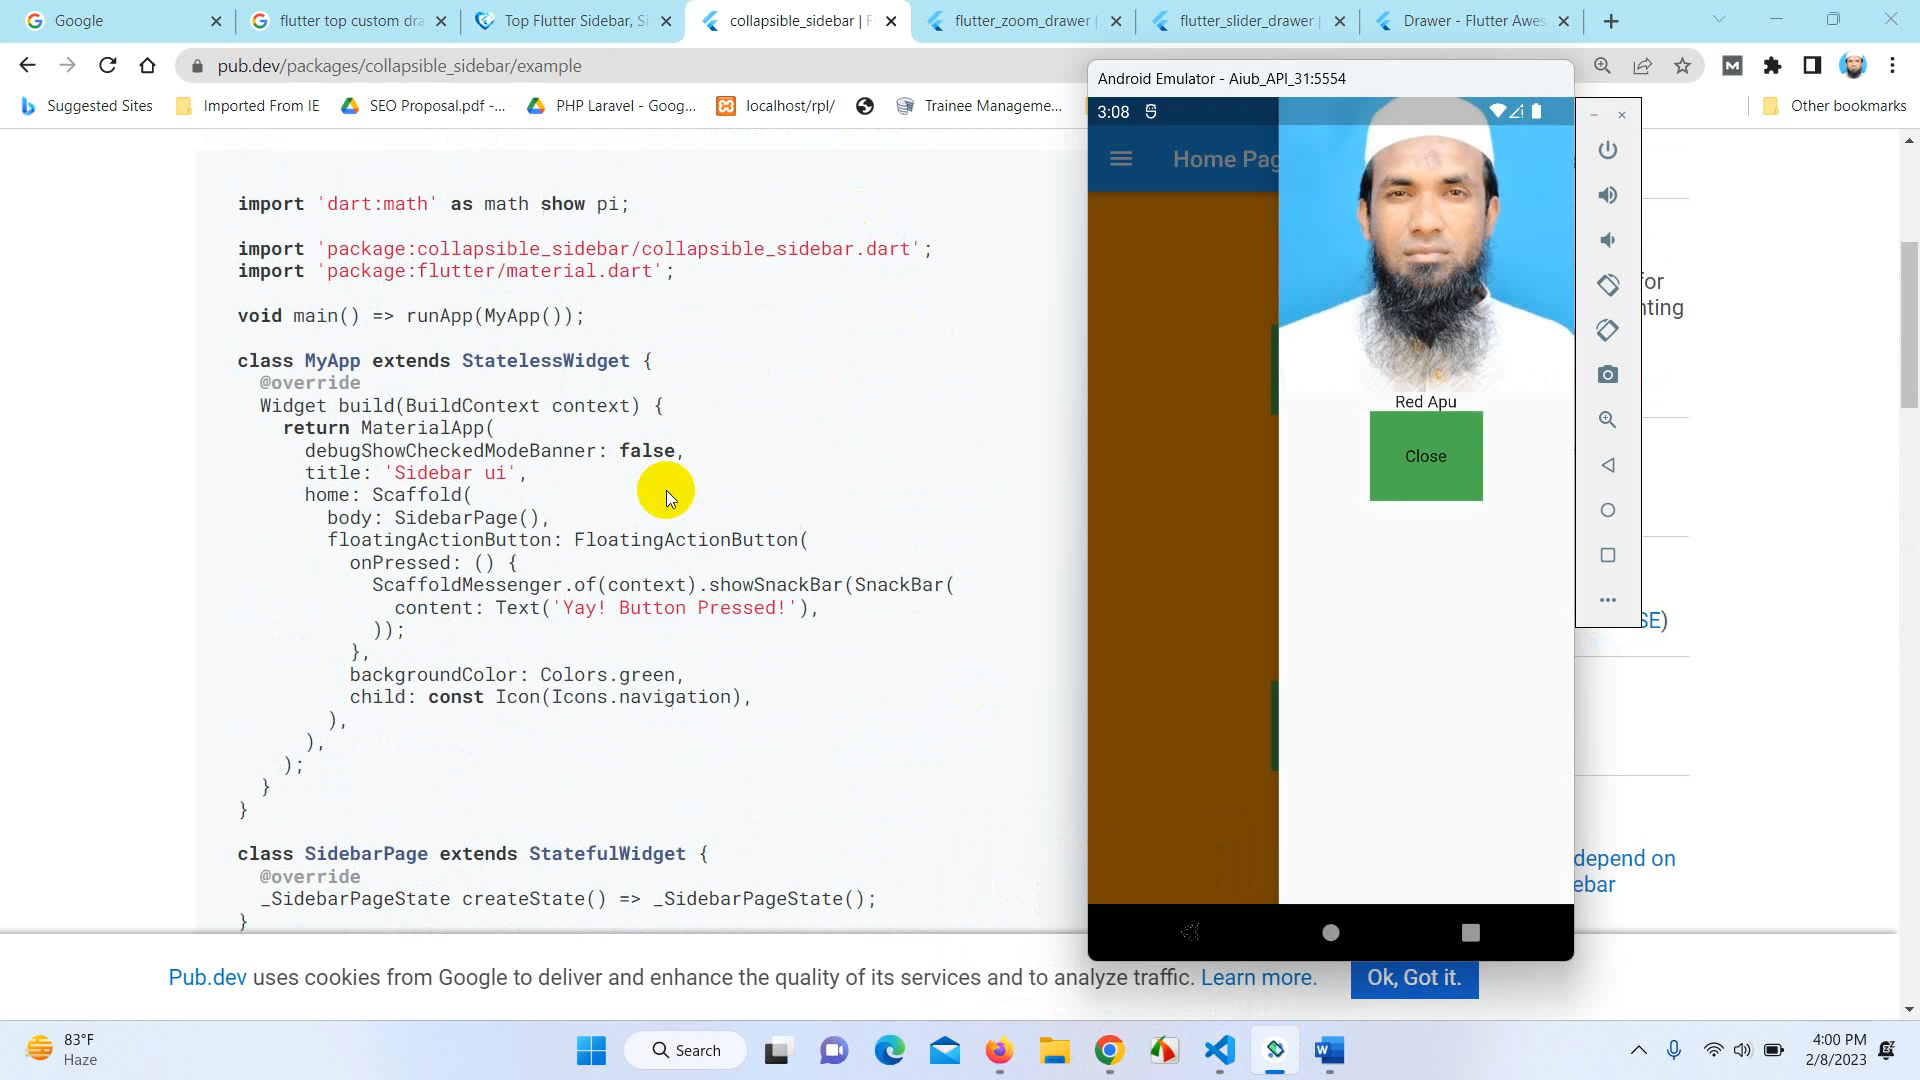 Google
flutter top custom dra
Top Flutter Sidebar, S
collapsible_sidebar | F
flutter_zoom_drawer
flutter_slider_drawer
Drawer - Flutter Awes
pub.dev/packages/collapsible_sidebar/example
Suggested Sites
Imported From IE
SEO Proposal.pdf -...
PHP Laravel - Goog...
localhost/rpl/
Trainee Manageme...
Other bookmarks
import 'dart:math' as math show pi;
import 'package:collapsible_sidebar/collapsible_sidebar.dart';
import 'package:flutter/material.dart';
void main() => runApp(MyApp());
class MyApp extends StatelessWidget {
@override
Widget build(BuildContext context) {
return MaterialApp(
debugShowCheckedModeBanner: false,
title: 'Sidebar ui',
home: Scaffold(
body: SidebarPage(),
floatingActionButton: FloatingActionButton(
onPressed: () {
ScaffoldMessenger.of(context).showSnackBar(SnackBar(
content: Text('Yay! Button Pressed!'),
));
},
backgroundColor: Colors.green,
child: const Icon(Icons.navigation),
),
),
);
}
}
class SidebarPage extends StatefulWidget {
@override
_SidebarPageState createState() => _SidebarPageState();
}
Android Emulator - Aiub_API_31:5554
3:08
Home Pag
Red Apu
Close
for
nting
SE)
depend on
ebar
Pub.dev uses cookies from Google to deliver and enhance the quality of its services and to analyze traffic. Learn more.
Ok, Got it.
83°F
Haze
Search
4:00 PM
2/8/2023